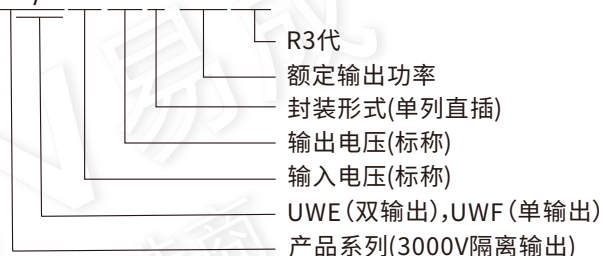 R3代
额定输出功率
封装形式(单列直插)
输出电压(标称)
输入电压(标称)
UWE(双输出),UWF(单输出)
产品系列(3000V隔离输出)